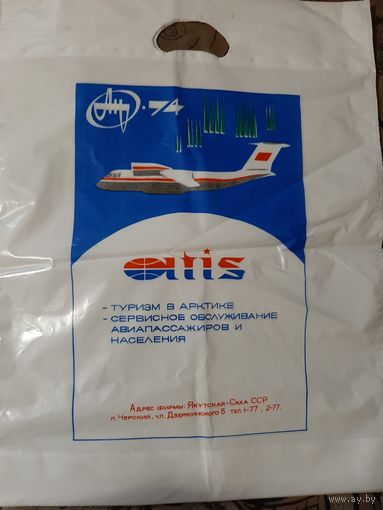 Ан-74
attis
- ТУРИЗМ В АРКТИКЕ
- СЕРВИСНОЕ ОБСЛУЖИВАНИЕ
АВИАПАССАЖИРОВ И
НАСЕЛЕНИЯ
АДРЕС ФИРМЫ: ЯКУТСКАЯ-САХА ССР
п. ЧЕРСКИЙ, УЛ. ДЗЕРЖИНСКОГО 5 ТЕЛ. 1-77, 2-77.
www.ay.by